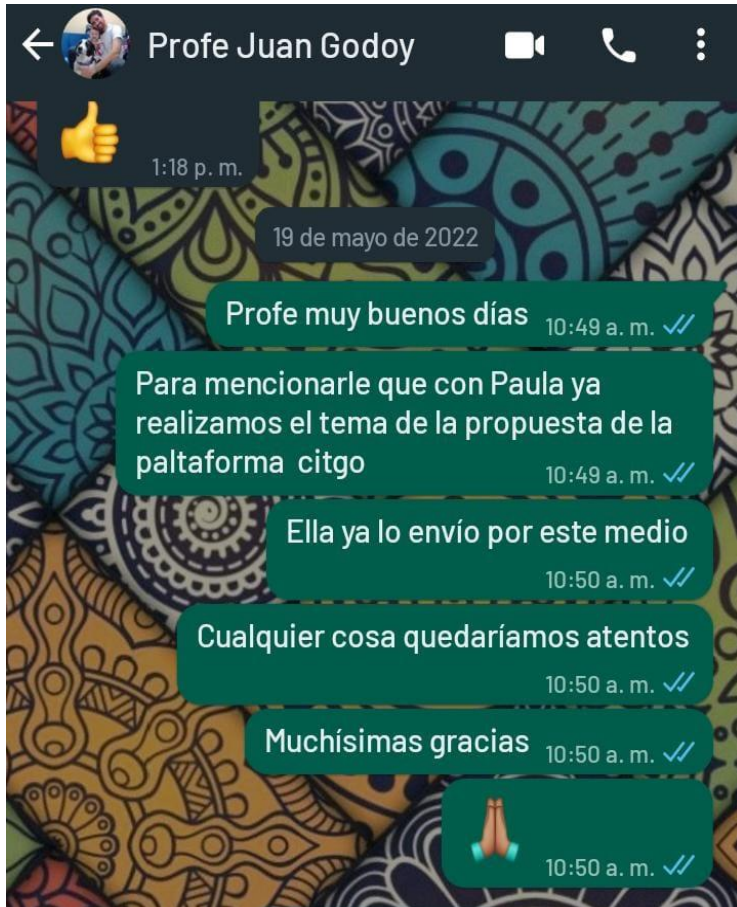 Profe Juan Godoy
1:18 p. m.
19 de mayo de 2022
Profe muy buenos días 10:49 a. m.
Para mencionarle que con Paula ya
realizamos el tema de la propuesta de la
paltaforma citgo
10:49 a. m.
Ella ya lo envío por este medio
10:50 a. m.
Cualquier cosa quedaríamos atentos
10:50 a. m.
Muchísimas gracias 10:50 a. m.
10:50 a. m.